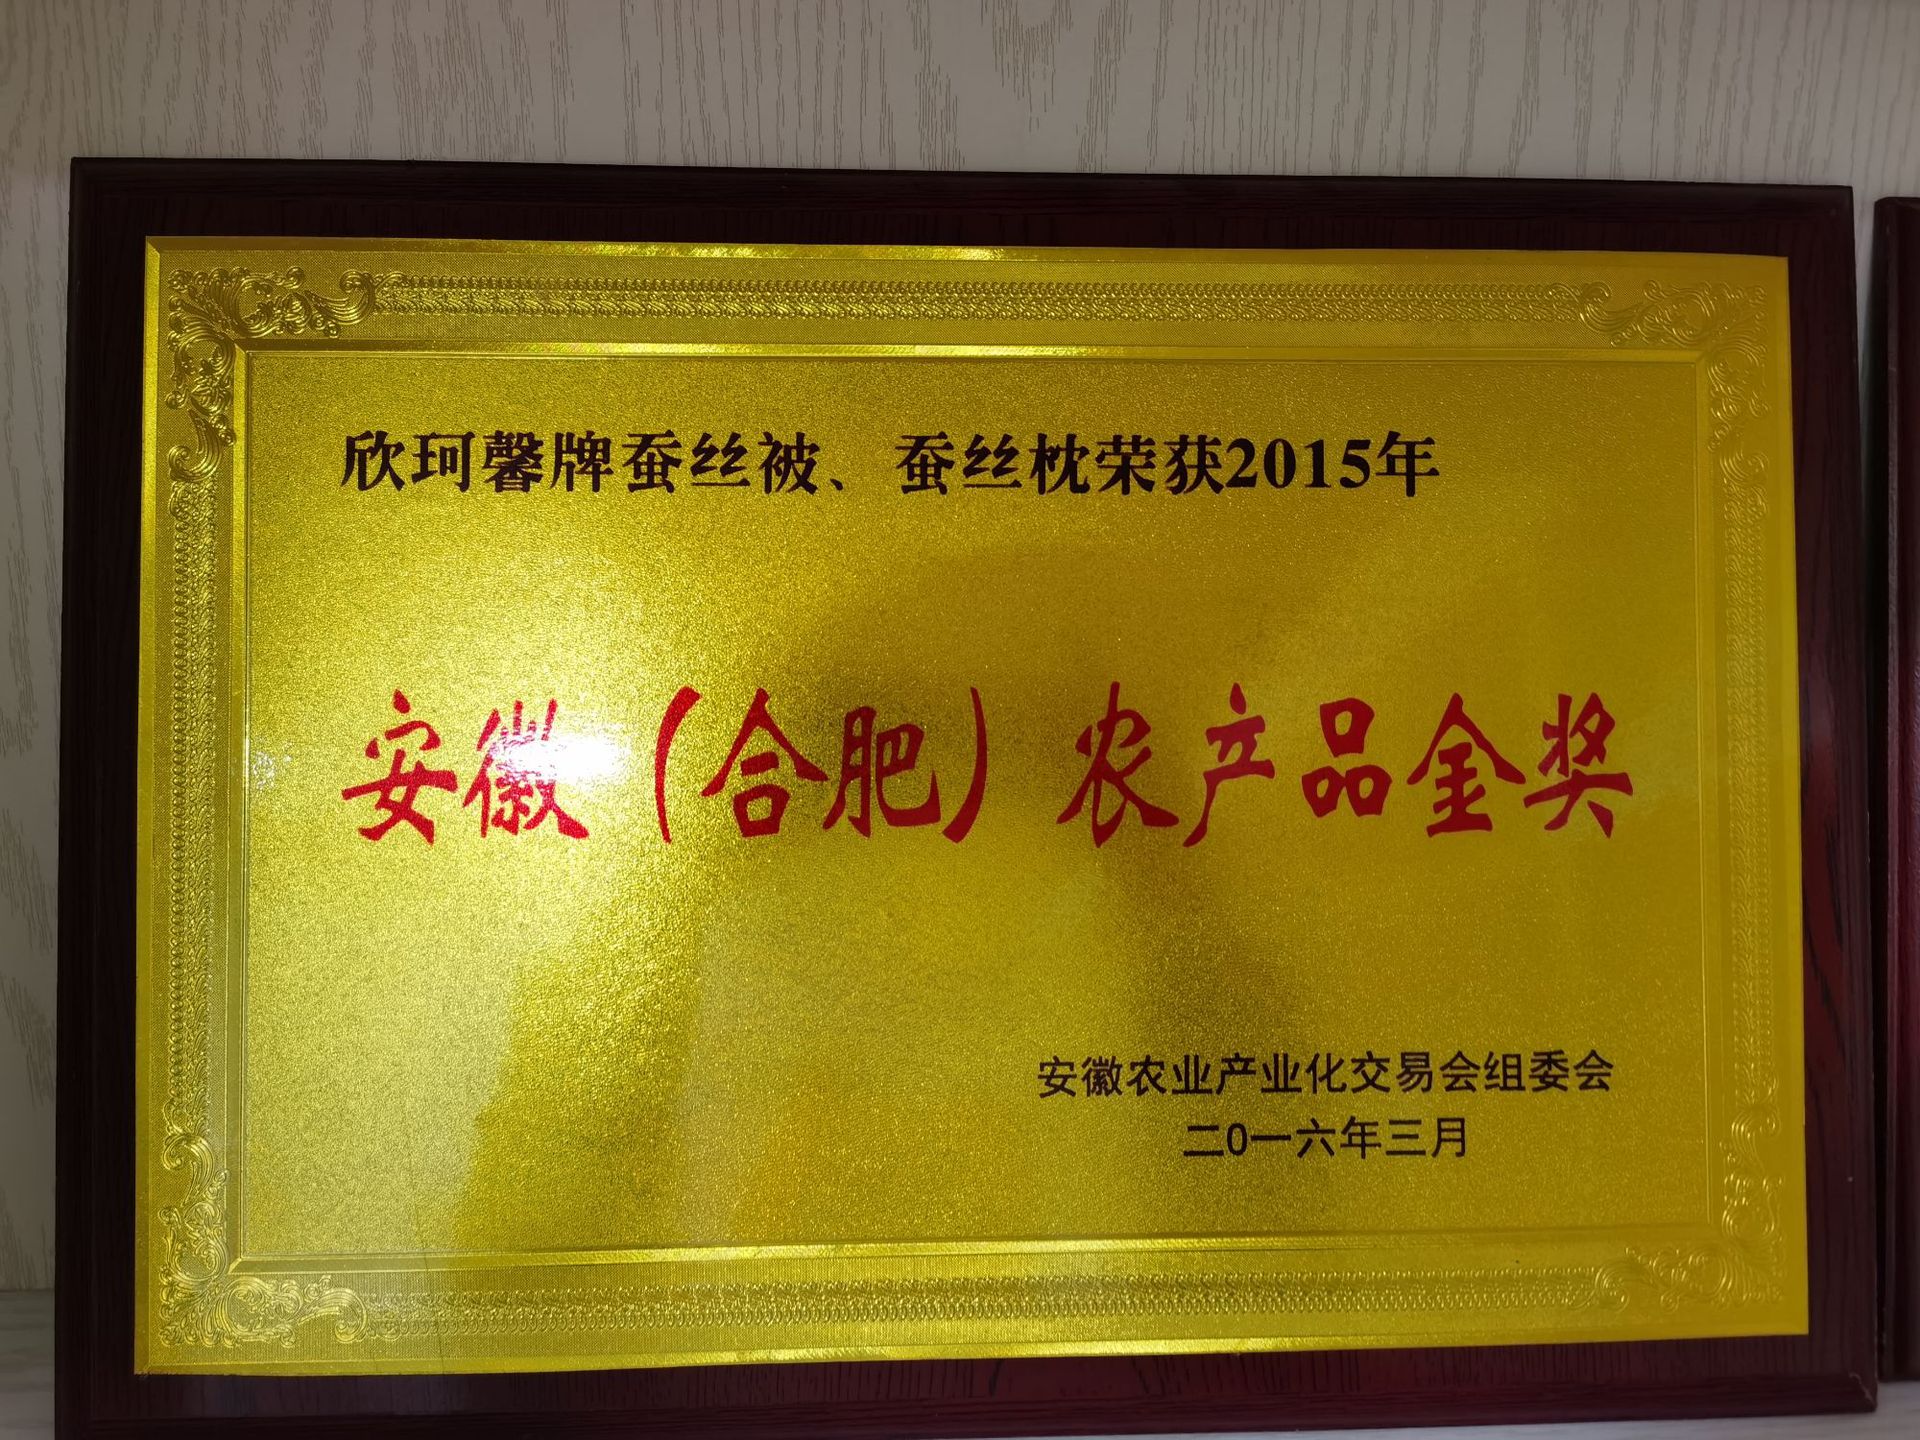 欣珂馨牌蚕丝被、蚕丝枕荣获2015年
安徽（合肥）农产品金奖
安徽农业产业化交易会组委会
二0一六年三月